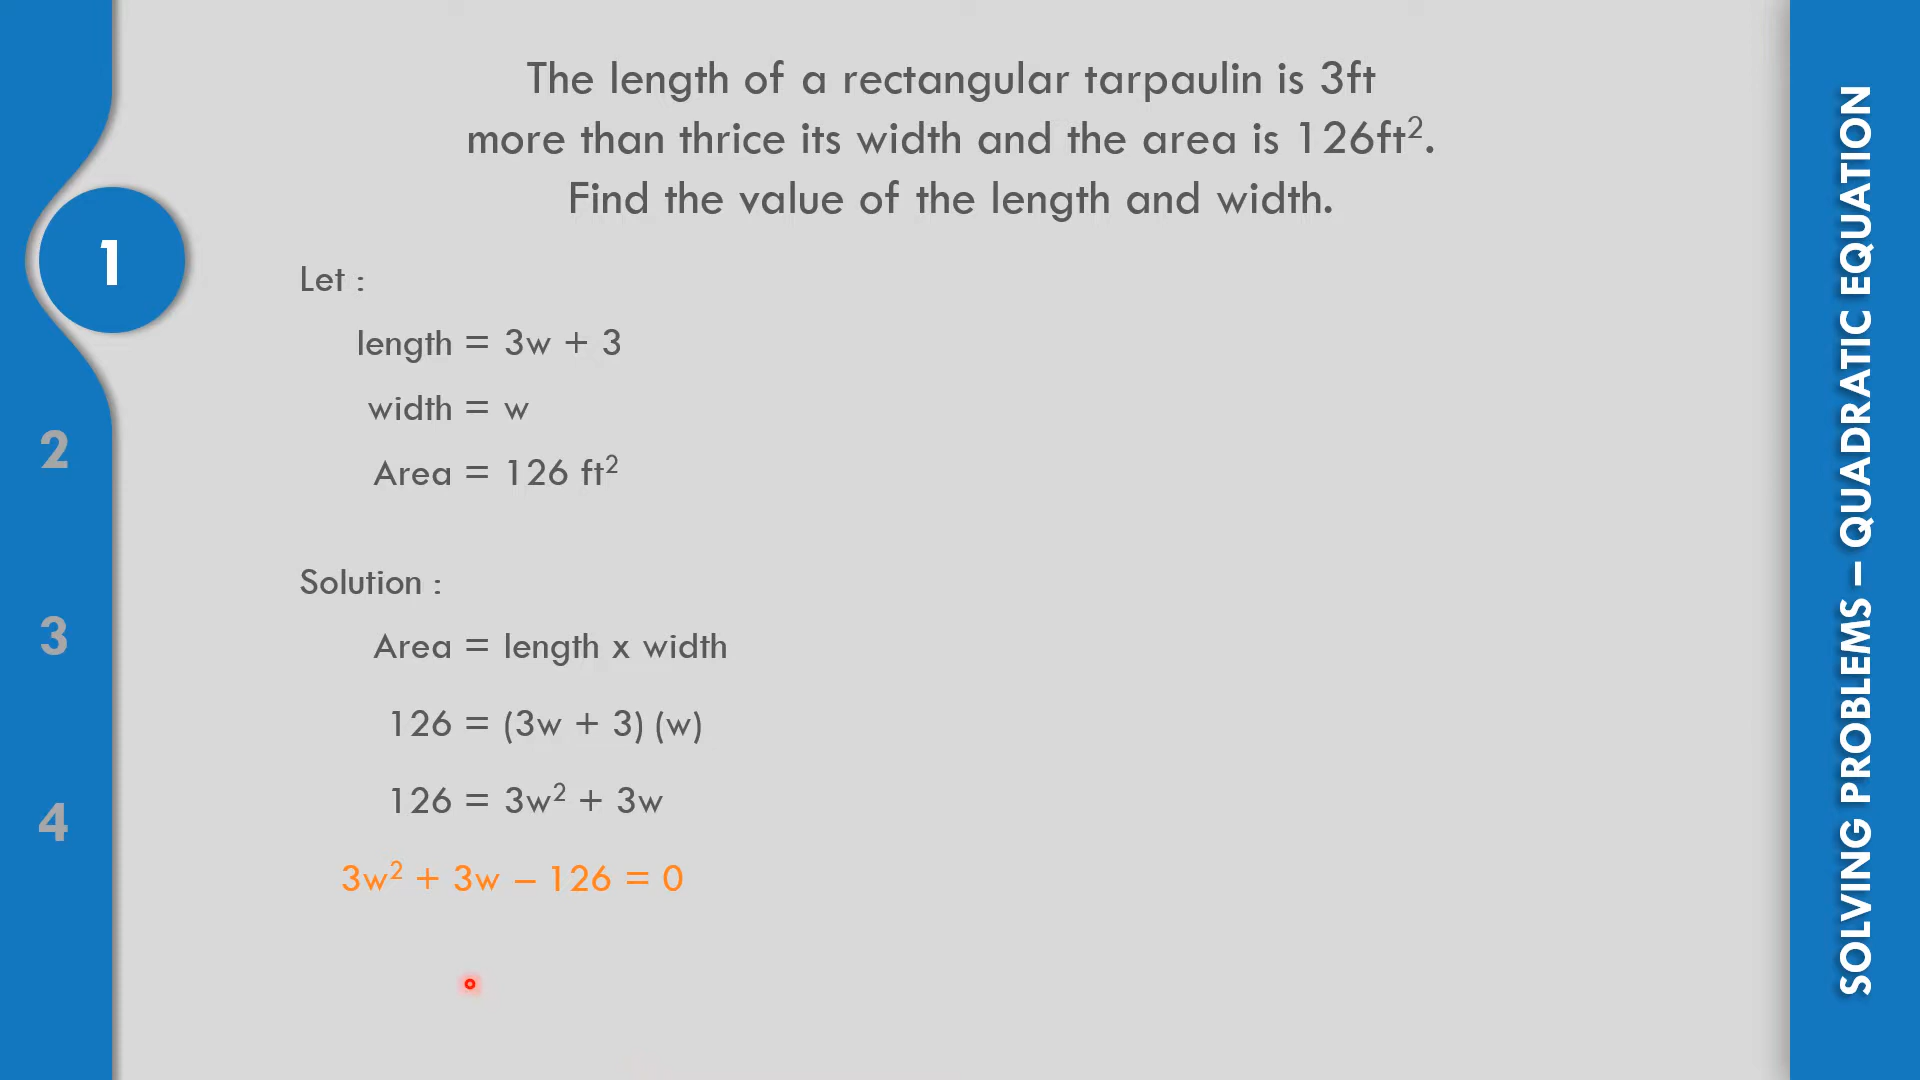 The length of a rectangular tarpaulin is 3ft
more than thrice its width and the area is 126ft².
Find the value of the length and width.
1
2
3
4
Let :
length = 3w + 3
width = w
Area = 126 ft²
Solution :
Area = length x width
126 = (3w + 3) (w)
126 = 3w² + 3w
3w² + 3w – 126 = 0
SOLVING PROBLEMS – QUADRATIC EQUATION